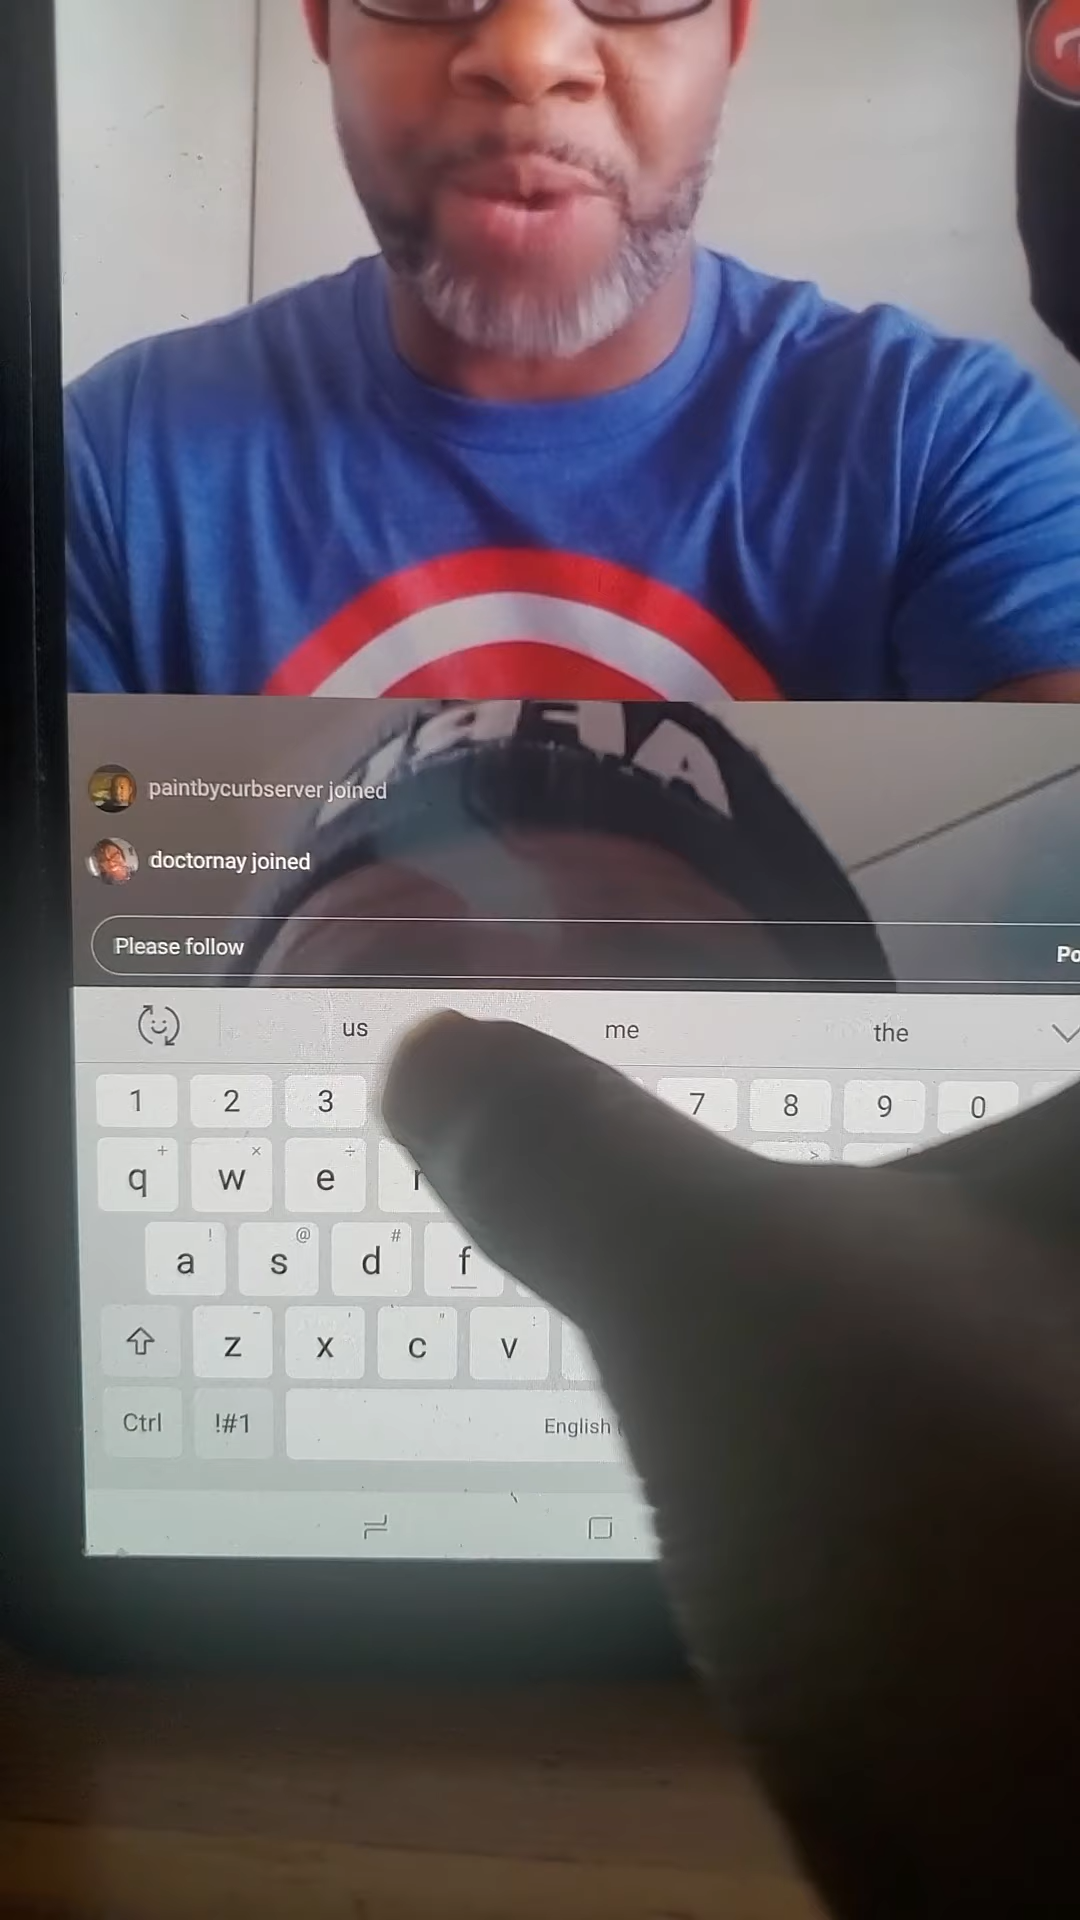 paintbycurbserver joined
doctornay joined
Please follow
us me the
1 2 3 7 8 9 0
q w e r
a s d f
z x c v
Ctrl !#1 English